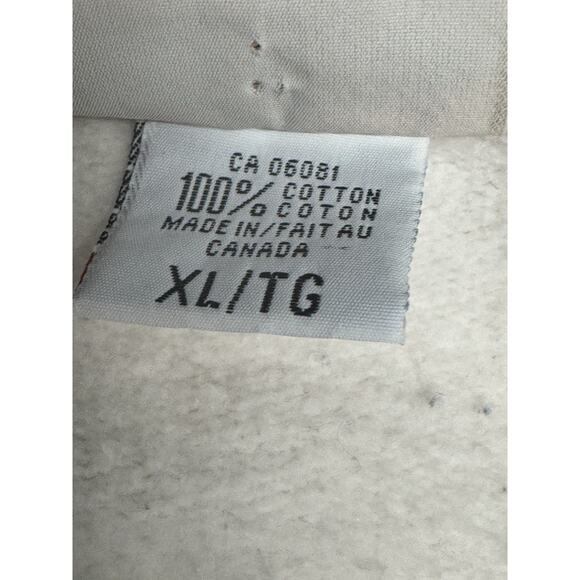 CA 06081
100% COTTON
COTON
MADE IN/FAIT AU
CANADA
XL/TG